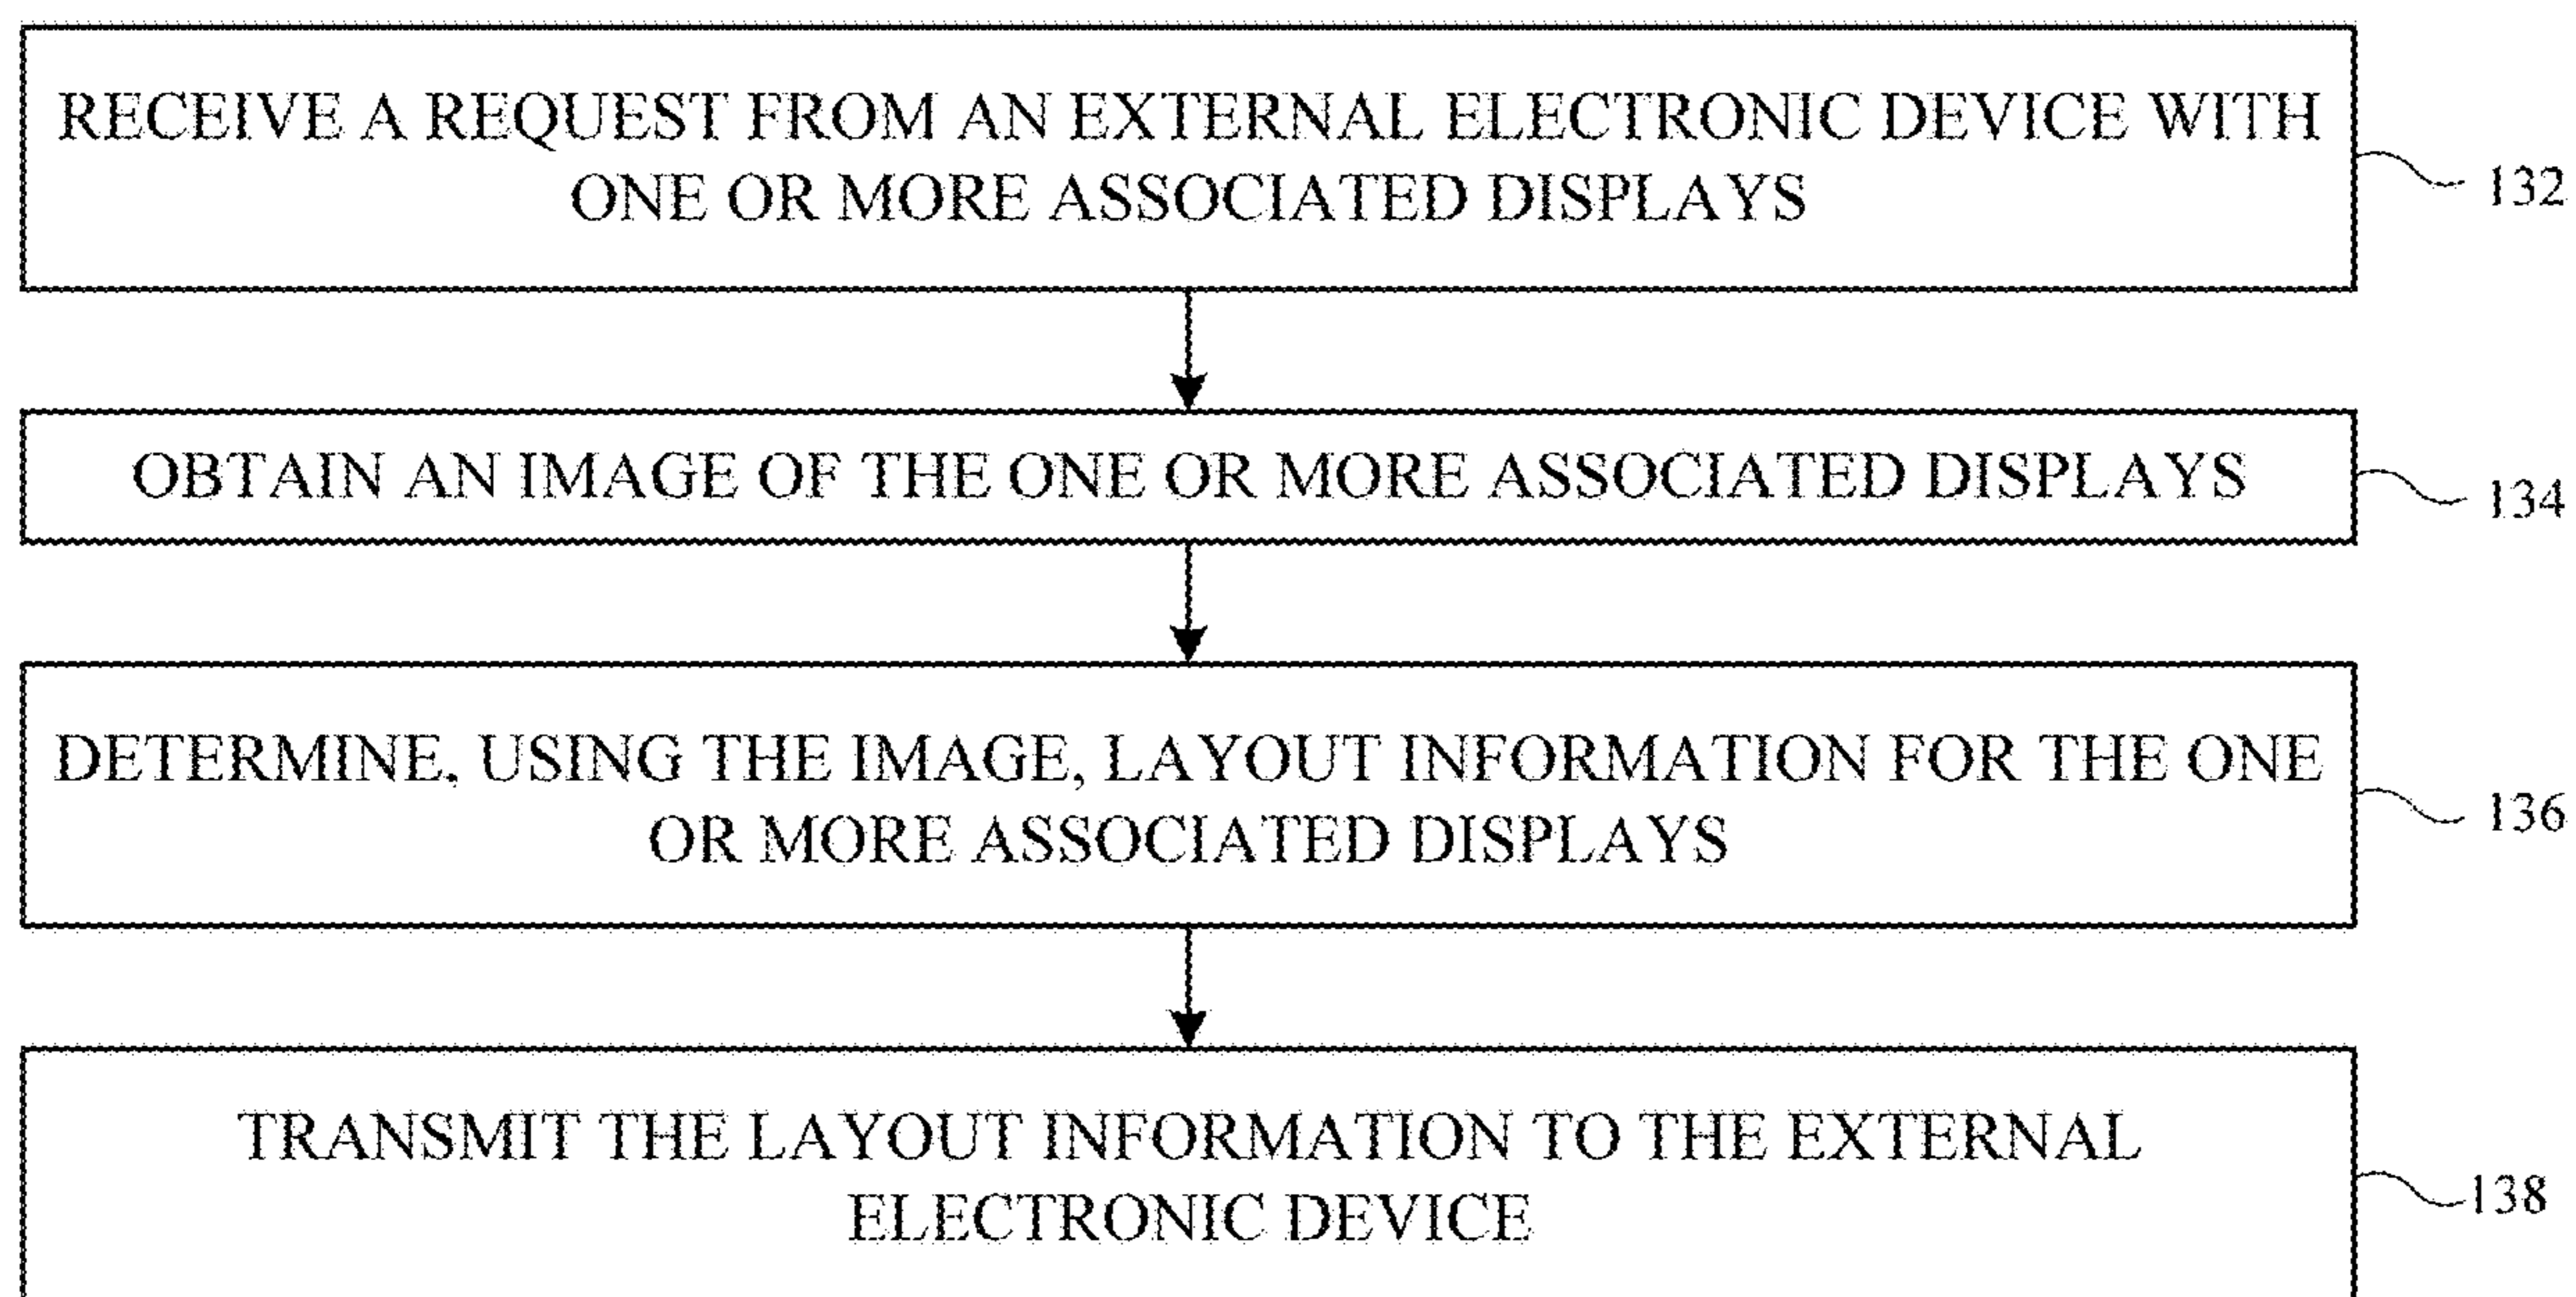 RECEIVE A REQUEST FROM AN EXTERNAL ELECTRONIC DEVICE WITH
ONE OR MORE ASSOCIATED DISPLAYS
132
OBTAIN AN IMAGE OF THE ONE OR MORE ASSOCIATED DISPLAYS
134
DETERMINE, USING THE IMAGE, LAYOUT INFORMATION FOR THE ONE
OR MORE ASSOCIATED DISPLAYS
136
TRANSMIT THE LAYOUT INFORMATION TO THE EXTERNAL
ELECTRONIC DEVICE
138